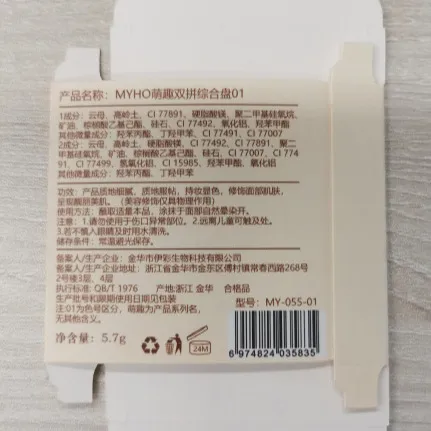 产品名称：MYHO萌趣双拼综合盘01
1成分：云母、高岭土、CI 77891、硬脂酸镁、聚二甲基硅氧烷、
矿油、棕榈酸乙基己酯、硅石、CI 77492、氧化铝、羟苯甲酯
其他微量成分：羟苯丙酯、丁羟甲苯、CI 77491、CI 77007
2成分：云母、高岭土、硬脂酸镁、CI 77492、CI 77891、聚二
甲基硅氧烷、矿油、棕榈酸乙基己酯、硅石、CI 77007、CI 774
91、CI 77499、氢氧化铝、CI 15985、羟苯甲酯、氧化铝
其他微量成分：羟苯丙酯、丁羟甲苯
功效：产品质地细腻，质地服帖，持妆显色，修饰面部肌肤，
呈现靓丽美肌。（美容修饰仅其物理作用）
使用方法：蘸取适量本品，涂抹于面部自然晕染开。
注意：1.请勿使用于伤口异常部位。2.远离儿童可触及处。
3.若不慎入眼睛及时用水清洗。
储存条件：常温避光保存。
备案人/生产企业：金华市伊彩生物科技有限公司
备案人/生产企业地址：浙江省金华市金东区傅村镇常春西路268号
2号楼3层、4层
执行标准：QB/T 1976 产地：浙江 金华 合格品
生产批号和限期使用日期见包装
注：01为色号区分，萌趣为产品系列名，
无其他含义。
型号：MY-055-01
净含量：5.7g
24M
6 974824 035835